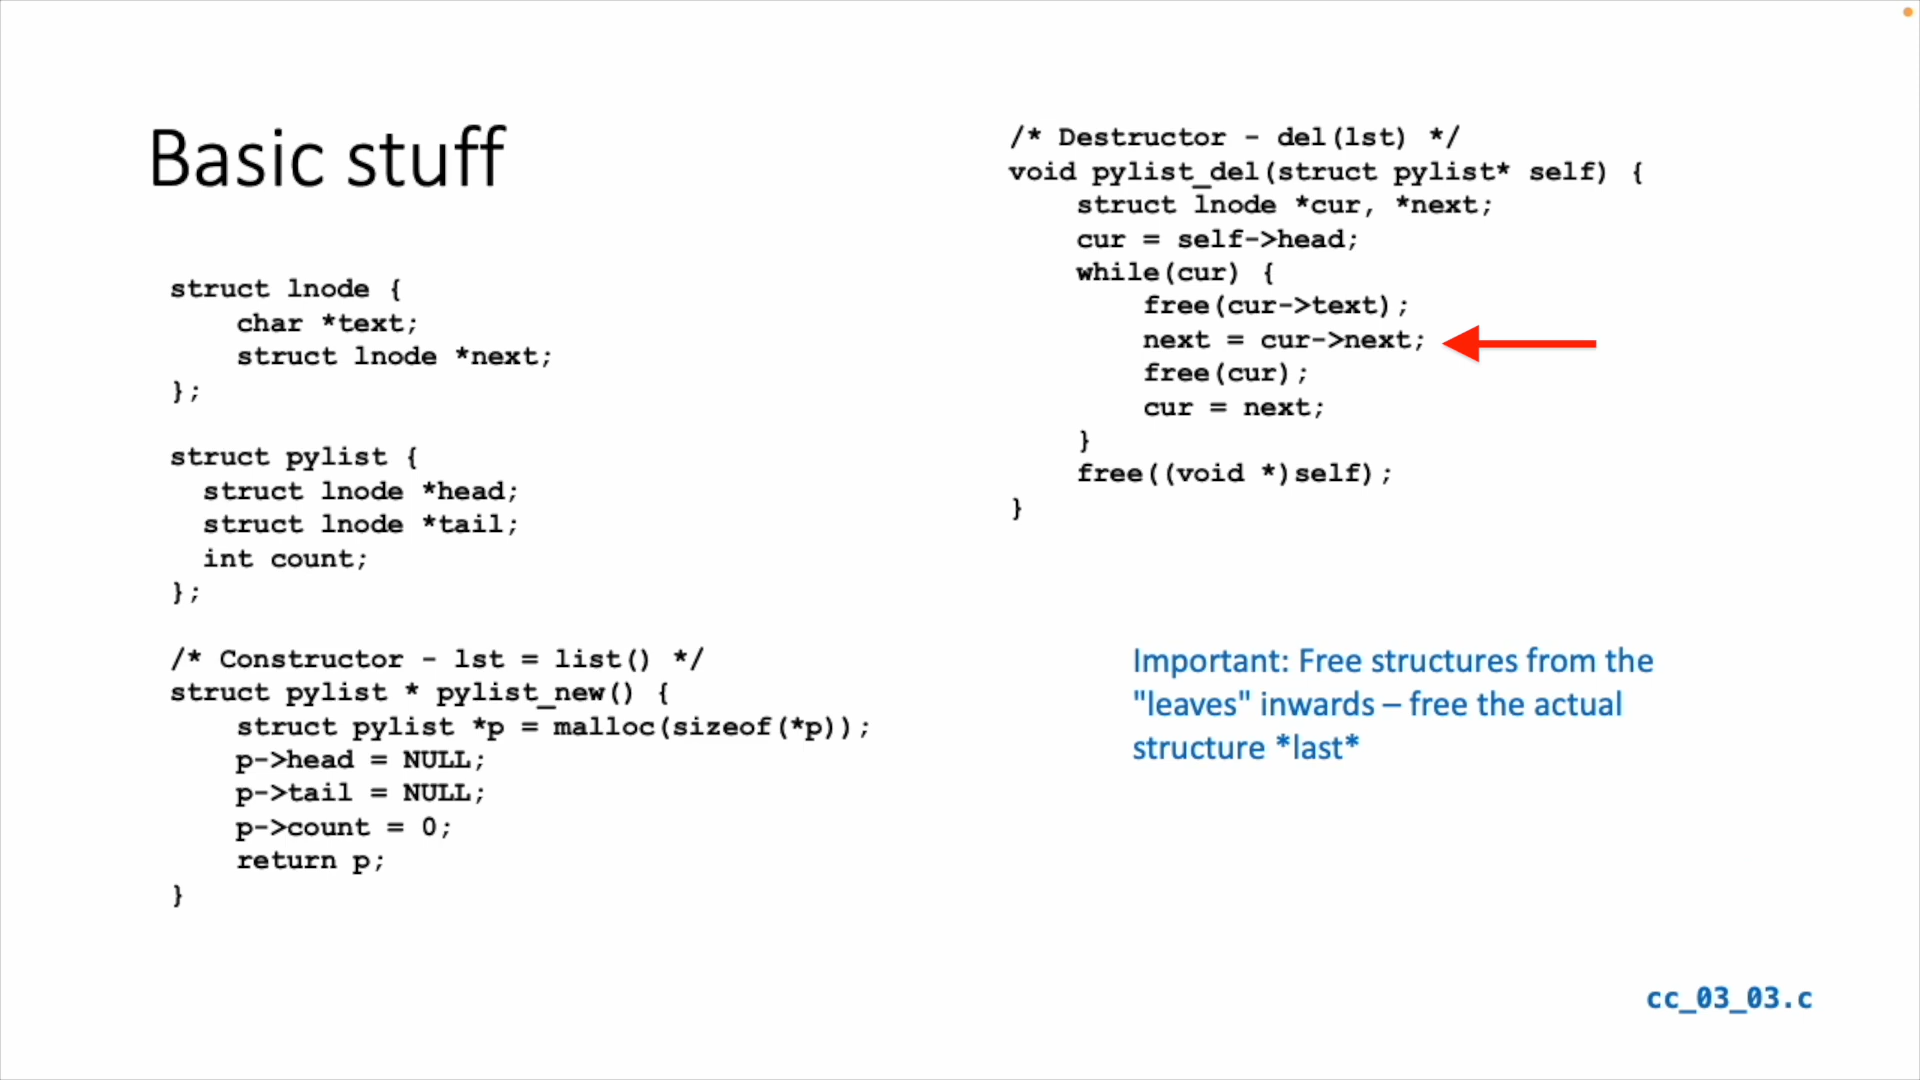 Basic stuff
struct lnode {
    char *text;
    struct lnode *next;
};
struct pylist {
  struct lnode *head;
  struct lnode *tail;
  int count;
};
/* Constructor - lst = list() */
struct pylist * pylist_new() {
    struct pylist *p = malloc(sizeof(*p));
    p->head = NULL;
    p->tail = NULL;
    p->count = 0;
    return p;
}
/* Destructor - del(lst) */
void pylist_del(struct pylist* self) {
    struct lnode *cur, *next;
    cur = self->head;
    while(cur) {
        free(cur->text);
        next = cur->next;
        free(cur);
        cur = next;
    }
    free((void *)self);
}
Important: Free structures from the
"leaves" inwards – free the actual
structure *last*
cc_03_03.c